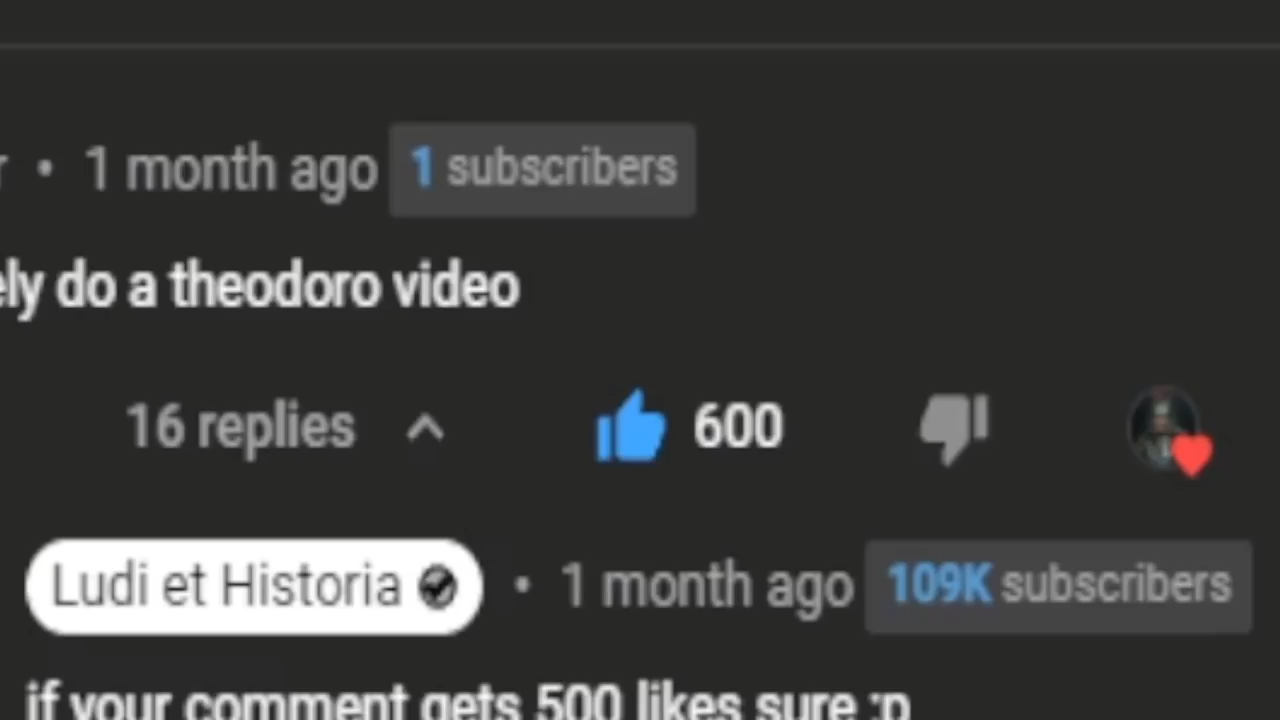 r • 1 month ago 1 subscribers
ely do a theodoro video
16 replies 600
Ludi et Historia • 1 month ago 109K subscribers
if your comment gets 500 likes sure :p